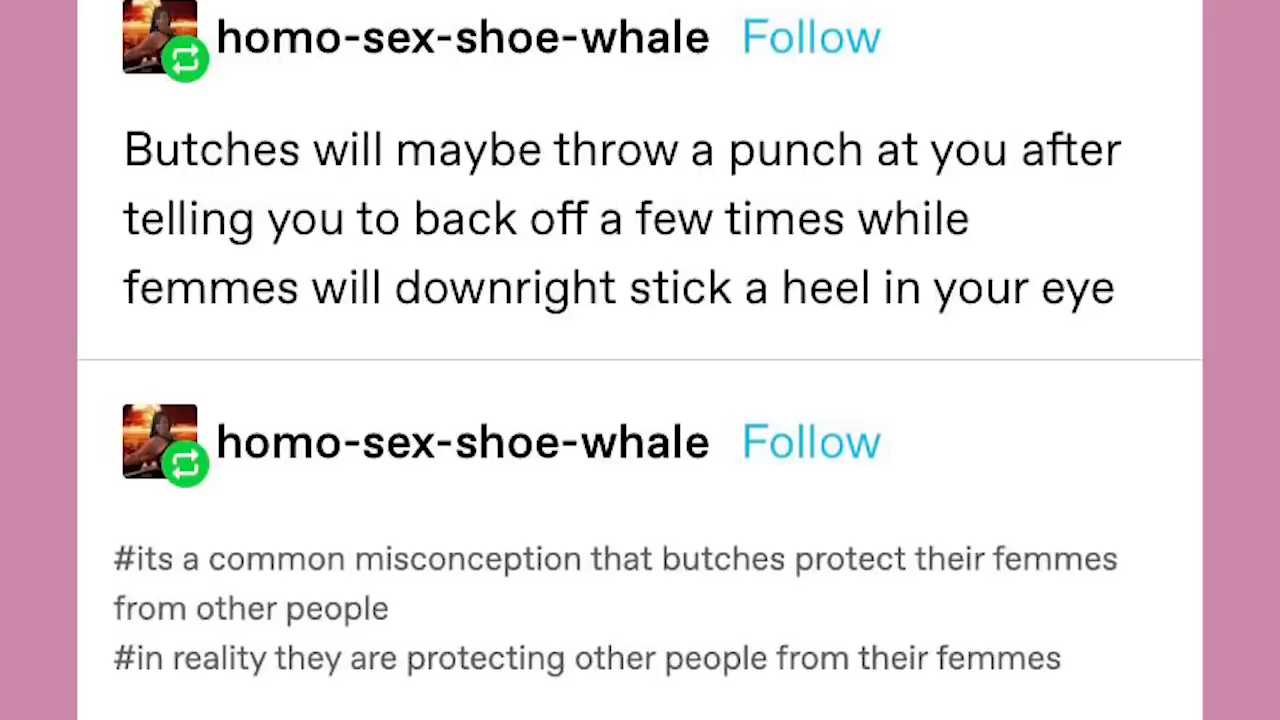 homo-sex-shoe-whale Follow
Butches will maybe throw a punch at you after
telling you to back off a few times while
femmes will downright stick a heel in your eye
homo-sex-shoe-whale Follow
#its a common misconception that butches protect their femmes
from other people
#in reality they are protecting other people from their femmes